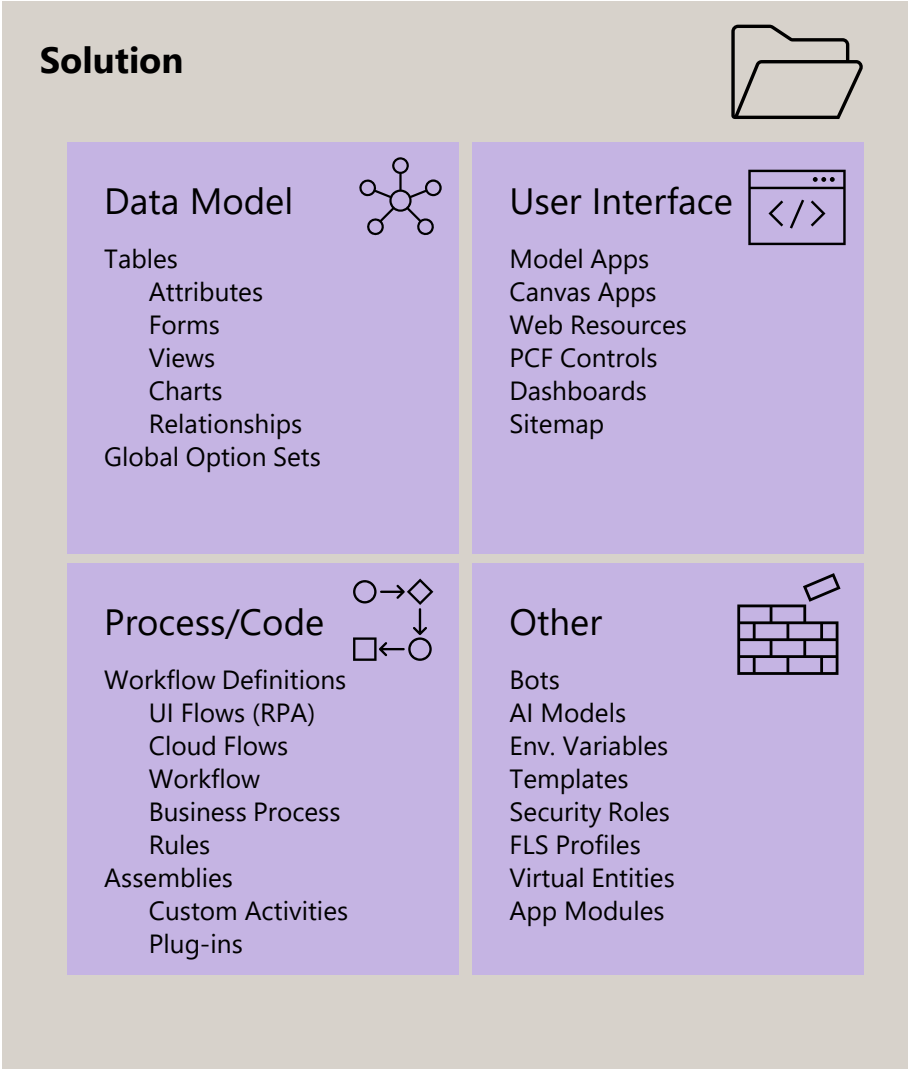 Solution
Data Model
Tables
Attributes
Forms
Views
Charts
Relationships
Global Option Sets
User Interface
</>
Model Apps
Canvas Apps
Web Resources
PCF Controls
Dashboards
Sitemap
Process/Code
Workflow Definitions
UI Flows (RPA)
Cloud Flows
Workflow
Business Process
Rules
Assemblies
Custom Activities
Plug-ins
Other
Bots
AI Models
Env. Variables
Templates
Security Roles
FLS Profiles
Virtual Entities
App Modules